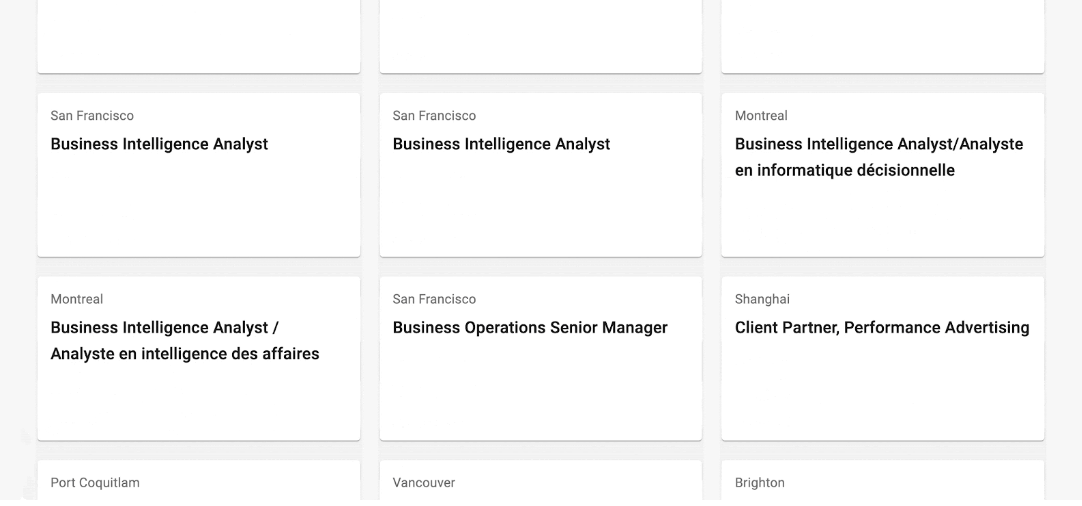 San Francisco
Business Intelligence Analyst
San Francisco
Business Intelligence Analyst
Montreal
Business Intelligence Analyst/Analyste
en informatique décisionnelle
Montreal
Business Intelligence Analyst /
Analyste en intelligence des affaires
San Francisco
Business Operations Senior Manager
Shanghai
Client Partner, Performance Advertising
Port Coquitlam
Vancouver
Brighton